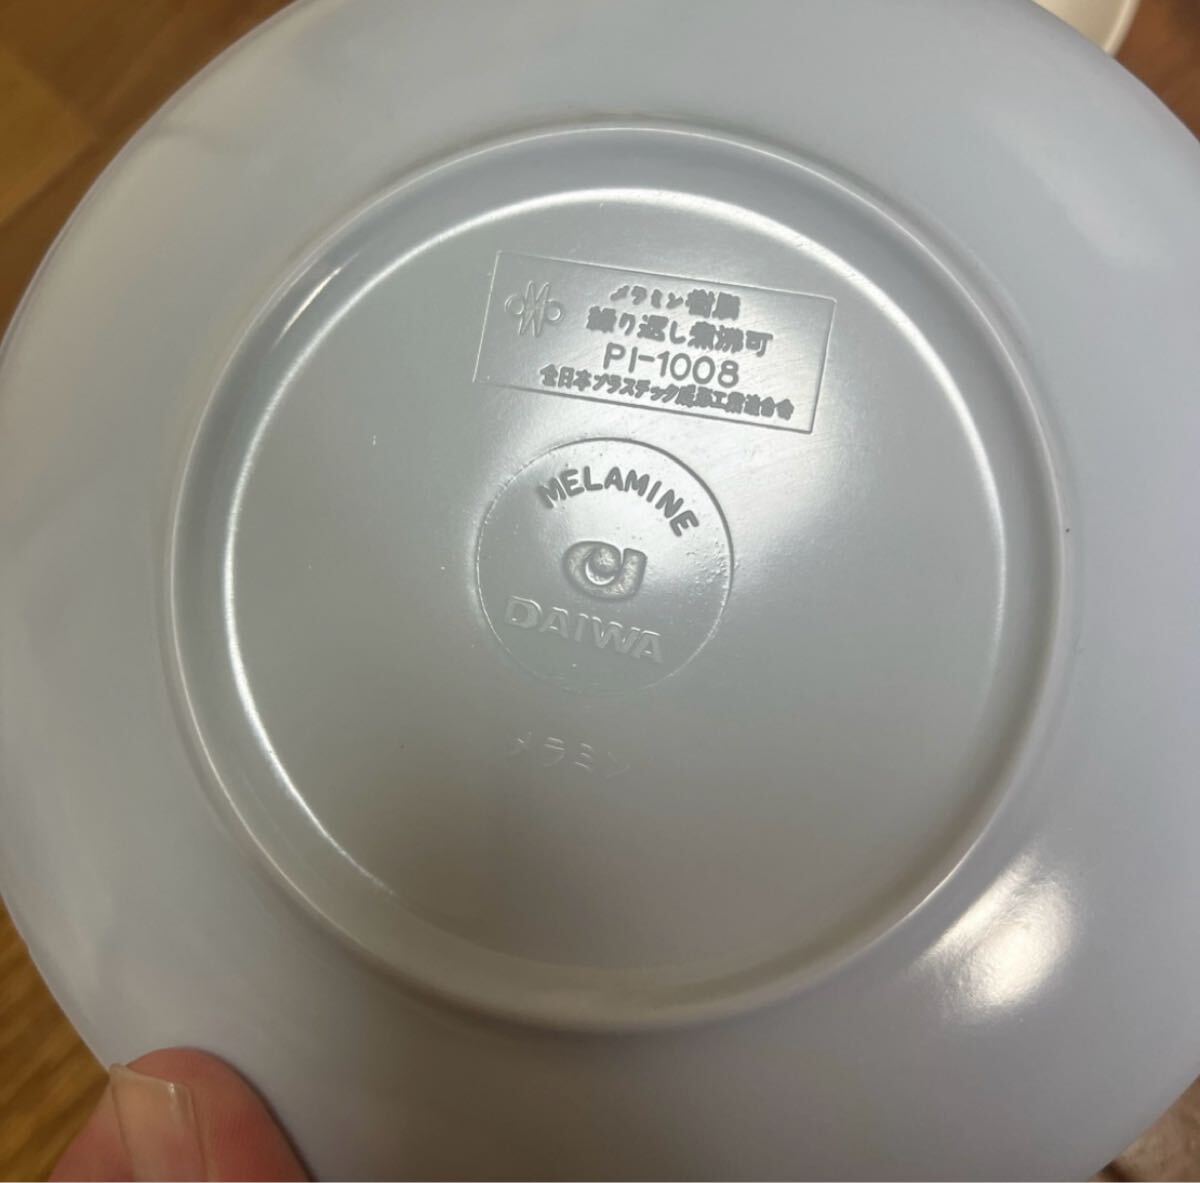 メラミン樹脂
繰り返し煮沸可
PI-1008
全日本プラスチック成形工業連合会
MELAMINE
DAIWA
メラミン